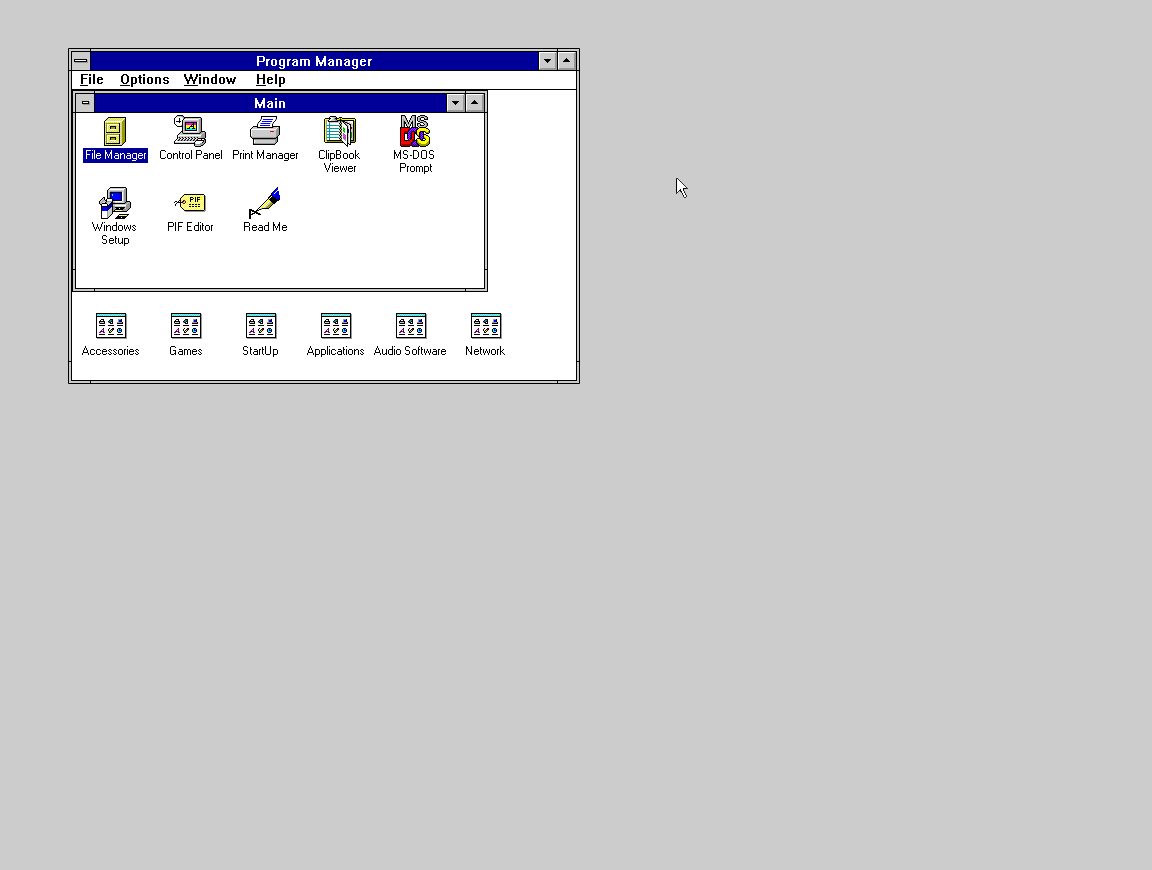 Program Manager
File Options Window Help
Main
File Manager Control Panel Print Manager ClipBook Viewer MS-DOS Prompt
Windows Setup PIF Editor Read Me
Accessories Games StartUp Applications Audio Software Network
MS
DOS
PIF